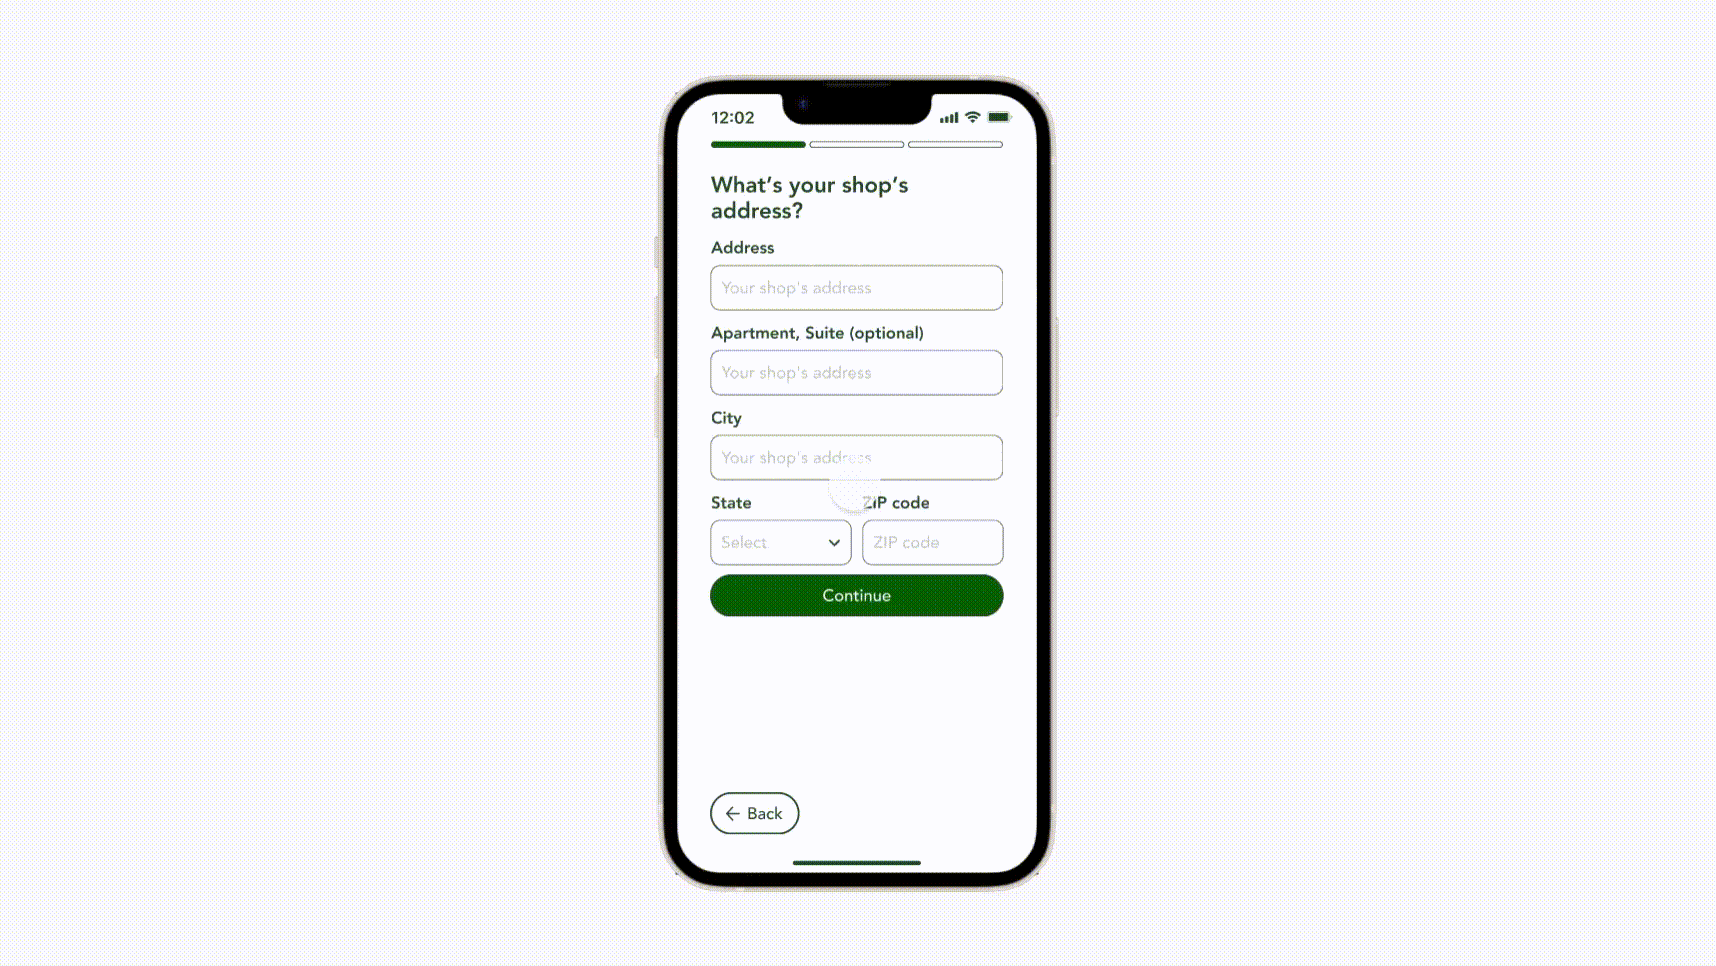 12:02
What’s your shop’s
address?
Address
Your shop's address
Apartment, Suite (optional)
Your shop's address
City
Your shop's address
State
ZIP code
Select
ZIP code
Continue
← Back